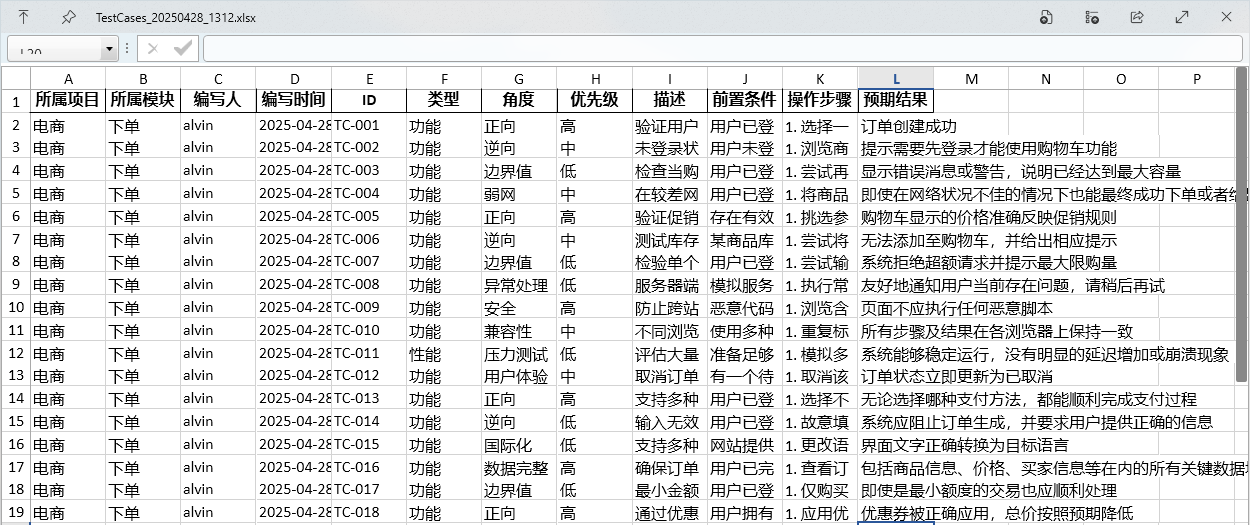 TestCases_20250428_1312.xlsx
A B C D E F G H I J K L M N O P
1 所属项目 所属模块 编写人 编写时间 ID 类型 角度 优先级 描述 前置条件 操作步骤 预期结果
2 电商 下单 alvin 2025-04-28 TC-001 功能 正向 高 验证用户 用户已登 1. 选择一 订单创建成功
3 电商 下单 alvin 2025-04-28 TC-002 功能 逆向 中 未登录状 用户未登 1. 浏览商 提示需要先登录才能使用购物车功能
4 电商 下单 alvin 2025-04-28 TC-003 功能 边界值 低 检查当购 用户已登 1. 尝试再 显示错误消息或警告，说明已经达到最大容量
5 电商 下单 alvin 2025-04-28 TC-004 功能 弱网 中 在较差网 用户已登 1. 将商品 即使在网络状况不佳的情况下也能最终成功下单或者
6 电商 下单 alvin 2025-04-28 TC-005 功能 正向 高 验证促销 存在有效 1. 挑选参 购物车显示的价格准确反映促销规则
7 电商 下单 alvin 2025-04-28 TC-006 功能 逆向 中 测试库存 某商品库 1. 尝试将 无法添加至购物车，并给出相应提示
8 电商 下单 alvin 2025-04-28 TC-007 功能 边界值 低 检验单个 用户已登 1. 尝试输 系统拒绝超额请求并提示最大限购量
9 电商 下单 alvin 2025-04-28 TC-008 功能 异常处理 低 服务器端 模拟服务 1. 执行常 友好地通知用户当前存在问题，请稍后再试
10 电商 下单 alvin 2025-04-28 TC-009 功能 安全 高 防止跨站 恶意代码 1. 浏览含 页面不应执行任何恶意脚本
11 电商 下单 alvin 2025-04-28 TC-010 功能 兼容性 中 不同浏览 使用多种 1. 重复标 所有步骤及结果在各浏览器上保持一致
12 电商 下单 alvin 2025-04-28 TC-011 性能 压力测试 低 评估大量 准备足够 1. 模拟多 系统能够稳定运行，没有明显的延迟增加或崩溃现象
13 电商 下单 alvin 2025-04-28 TC-012 功能 用户体验 中 取消订单 有一个待 1. 取消该 订单状态立即更新为已取消
14 电商 下单 alvin 2025-04-28 TC-013 功能 正向 高 支持多种 用户已登 1. 选择不 无论选择哪种支付方法，都能顺利完成支付过程
15 电商 下单 alvin 2025-04-28 TC-014 功能 逆向 低 输入无效 用户已登 1. 故意填 系统应阻止订单生成，并要求用户提供正确的信息
16 电商 下单 alvin 2025-04-28 TC-015 功能 国际化 低 支持多种 网站提供 1. 更改语 界面文字正确转换为目标语言
17 电商 下单 alvin 2025-04-28 TC-016 功能 数据完整 高 确保订单 用户已完 1. 查看订 包括商品信息、价格、买家信息等在内的所有关键数据
18 电商 下单 alvin 2025-04-28 TC-017 功能 边界值 低 最小金额 用户已登 1. 仅购买 即使是最小额度的交易也应顺利处理
19 电商 下单 alvin 2025-04-28 TC-018 功能 正向 高 通过优惠 用户拥有 1. 应用优 优惠券被正确应用，总价按照预期降低